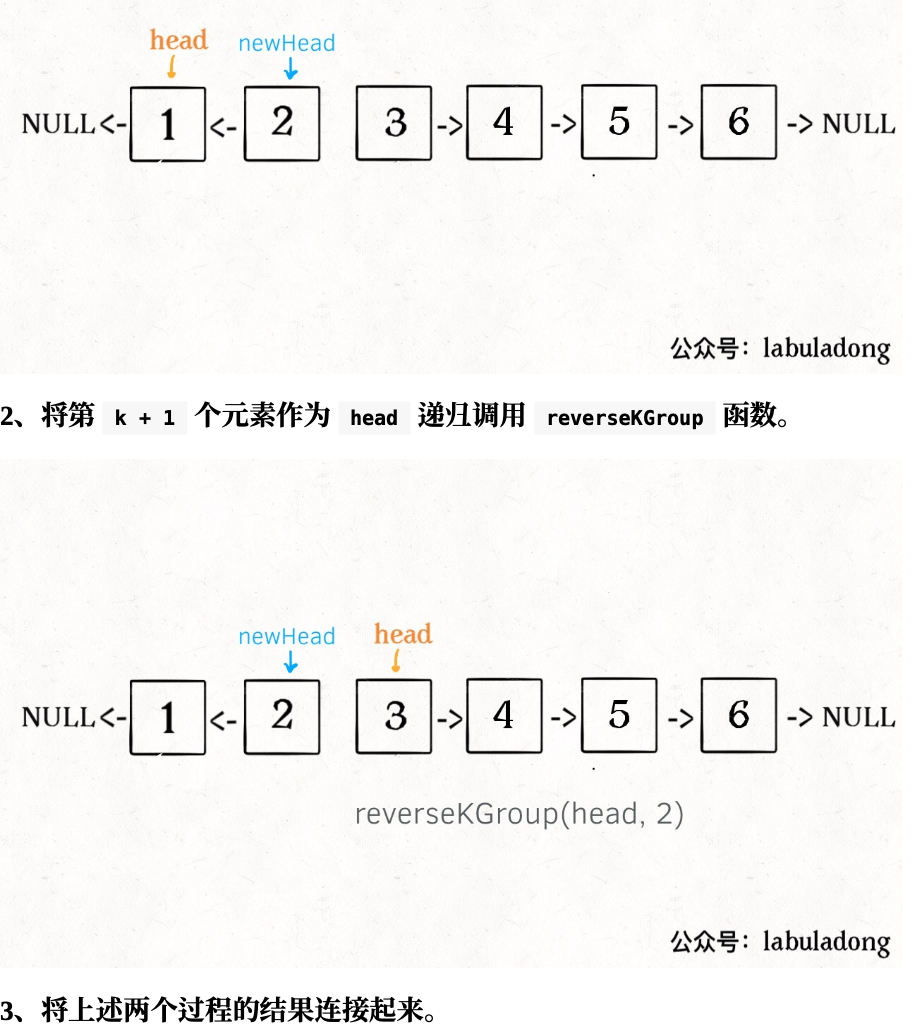 head newHead
NULL<- 1 <- 2 3 -> 4 -> 5 -> 6 -> NULL
公众号：labuladong
2、将第 k + 1 个元素作为 head 递归调用 reverseKGroup 函数。
newHead head
NULL<- 1 <- 2 3 -> 4 -> 5 -> 6 -> NULL
reverseKGroup(head, 2)
公众号：labuladong
3、将上述两个过程的结果连接起来。